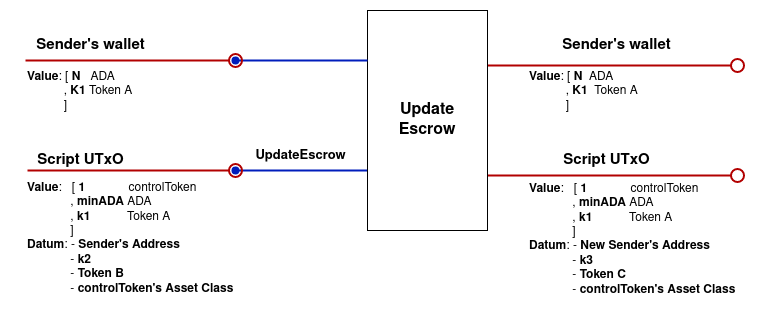 Sender's wallet
Value: [ N ADA
, K1 Token A
]
Script UTxO
UpdateEscrow
Value: [ 1 controlToken
, minADA ADA
, k1 Token A
]
Datum: - Sender's Address
- k2
- Token B
- controlToken's Asset Class
Update
Escrow
Sender's wallet
Value: [ N ADA
, K1 Token A
]
Script UTxO
Value: [ 1 controlToken
, minADA ADA
, k1 Token A
]
Datum: - New Sender's Address
- k3
- Token C
- controlToken's Asset Class